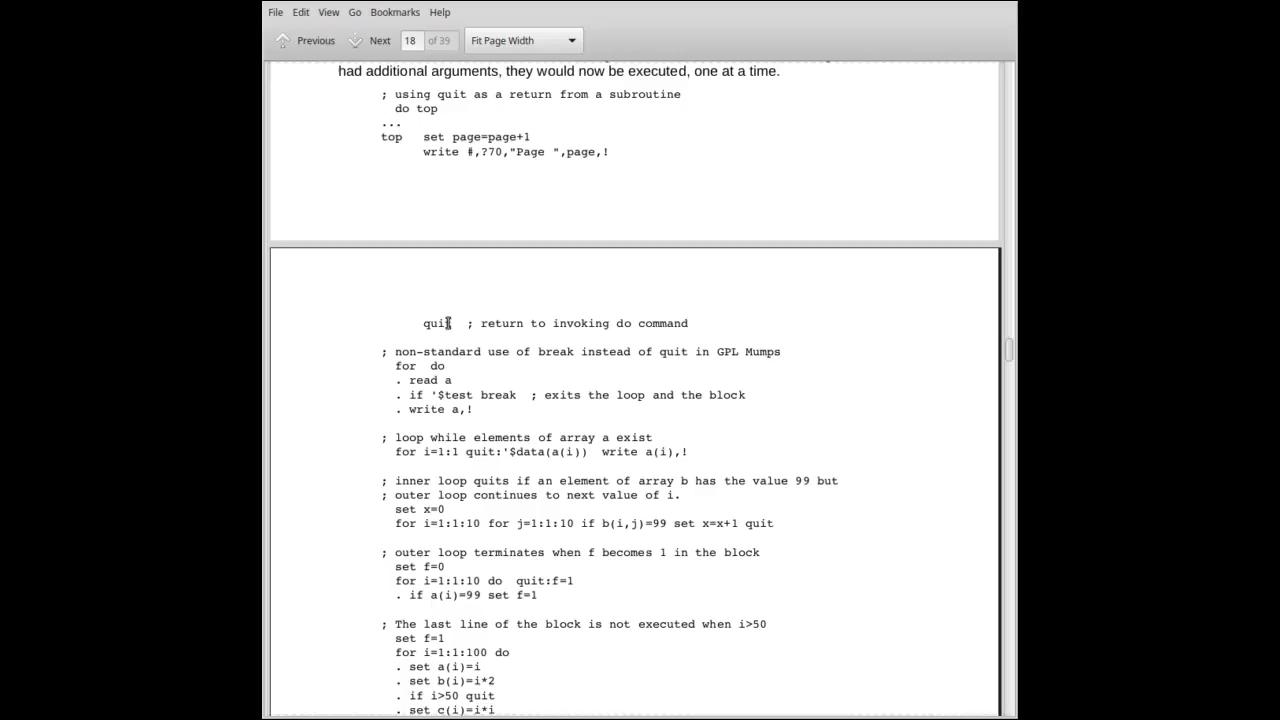 File Edit View Go Bookmarks Help
Previous Next 18 of 39 Fit Page Width
had additional arguments, they would now be executed, one at a time.
; using quit as a return from a subroutine
do top
...
top set page=page+1
write #,?70,"Page ",page,!
quit ; return to invoking do command
; non-standard use of break instead of quit in GPL Mumps
for do
. read a
. if '$test break ; exits the loop and the block
. write a,!
; loop while elements of array a exist
for i=1:1 quit:'$data(a(i)) write a(i),!
; inner loop quits if an element of array b has the value 99 but
; outer loop continues to next value of i.
set x=0
for i=1:1:10 for j=1:1:10 if b(i,j)=99 set x=x+1 quit
; outer loop terminates when f becomes 1 in the block
set f=0
for i=1:1:10 do quit:f=1
. if a(i)=99 set f=1
; The last line of the block is not executed when i>50
set f=1
for i=1:1:100 do
. set a(i)=i
. set b(i)=i*2
. if i>50 quit
. set c(i)=i*i